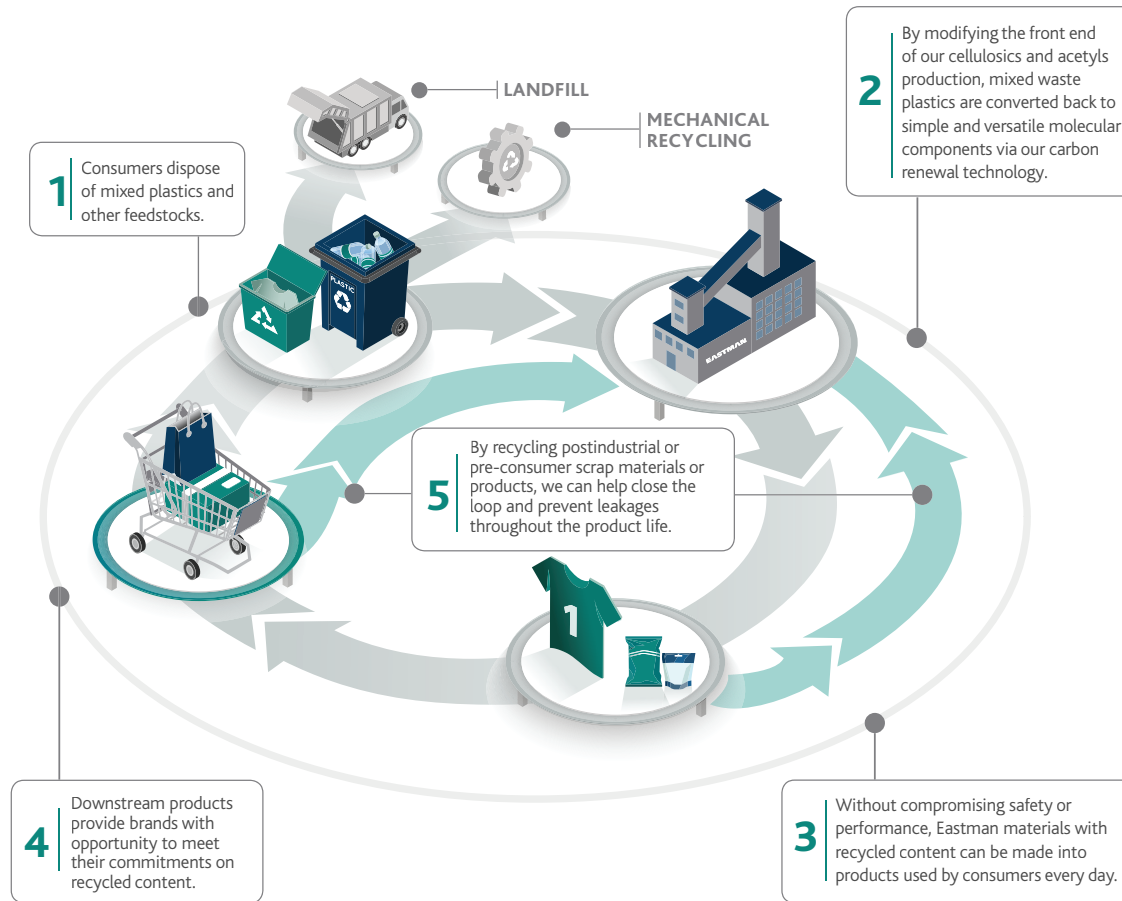 LANDFILL
MECHANICAL
RECYCLING
1
Consumers dispose
of mixed plastics and
other feedstocks.
2
By modifying the front end
of our cellulosics and acetyls
production, mixed waste
plastics are converted back to
simple and versatile molecular
components via our carbon
renewal technology.
PLASTIC
EASTMAN
5
By recycling postindustrial or
pre-consumer scrap materials or
products, we can help close the
loop and prevent leakages
throughout the product life.
1
4
Downstream products
provide brands with
opportunity to meet
their commitments on
recycled content.
3
Without compromising safety or
performance, Eastman materials with
recycled content can be made into
products used by consumers every day.